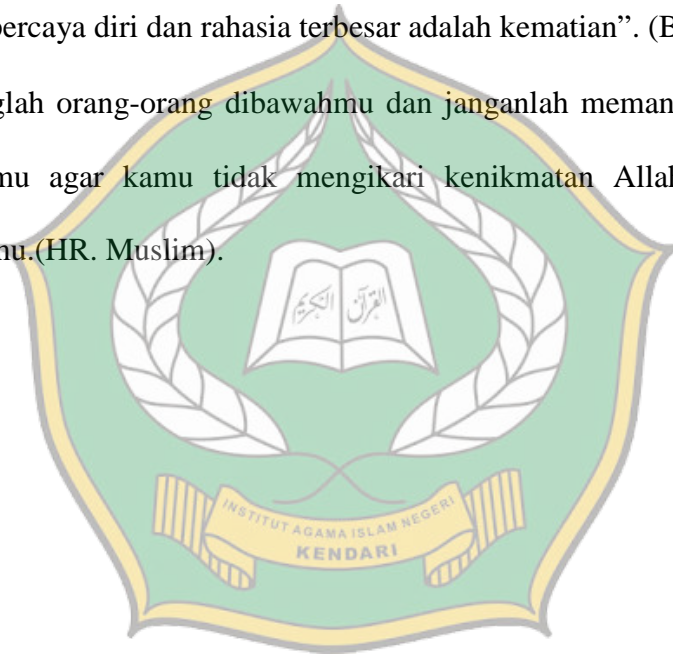 percaya diri dan rahasia terbesar adalah kematian”. (B
glah orang-orang dibawahmu dan janganlah meman
mu agar kamu tidak mengikari kenikmatan Allah
mu.(HR. Muslim).
القرآن الكريم
INSTITUT AGAMA ISLAM NEGERI
KENDARI